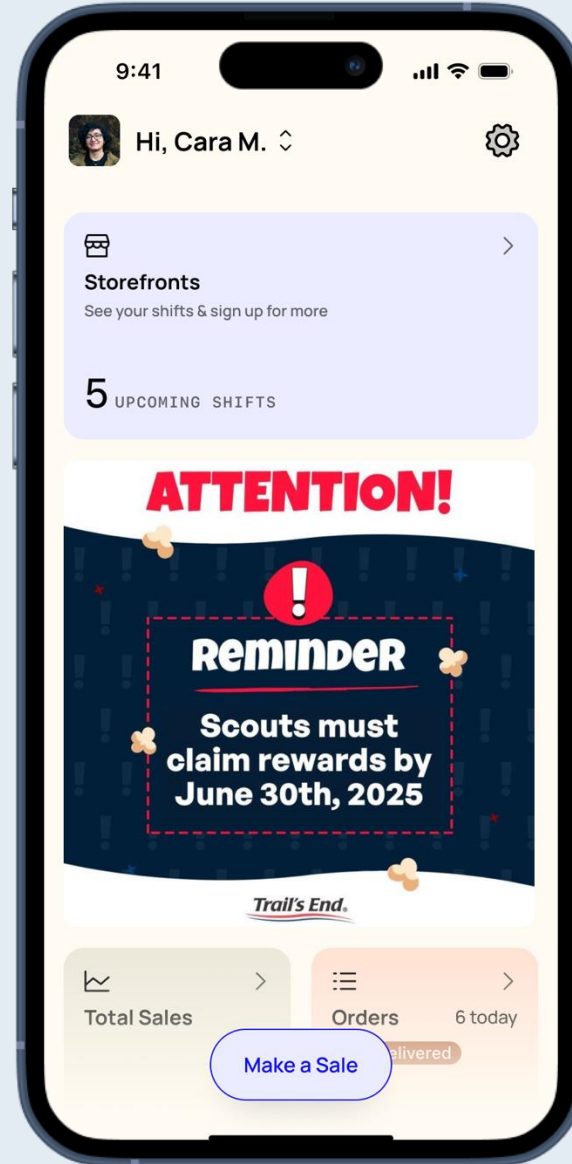 9:41
Hi, Cara M.
Storefronts
See your shifts & sign up for more
5 UPCOMING SHIFTS
ATTENTION!
!
REMINDER
Scouts must
claim rewards by
June 30th, 2025
Trail's End.
Total Sales
Orders 6 today
elivered
Make a Sale